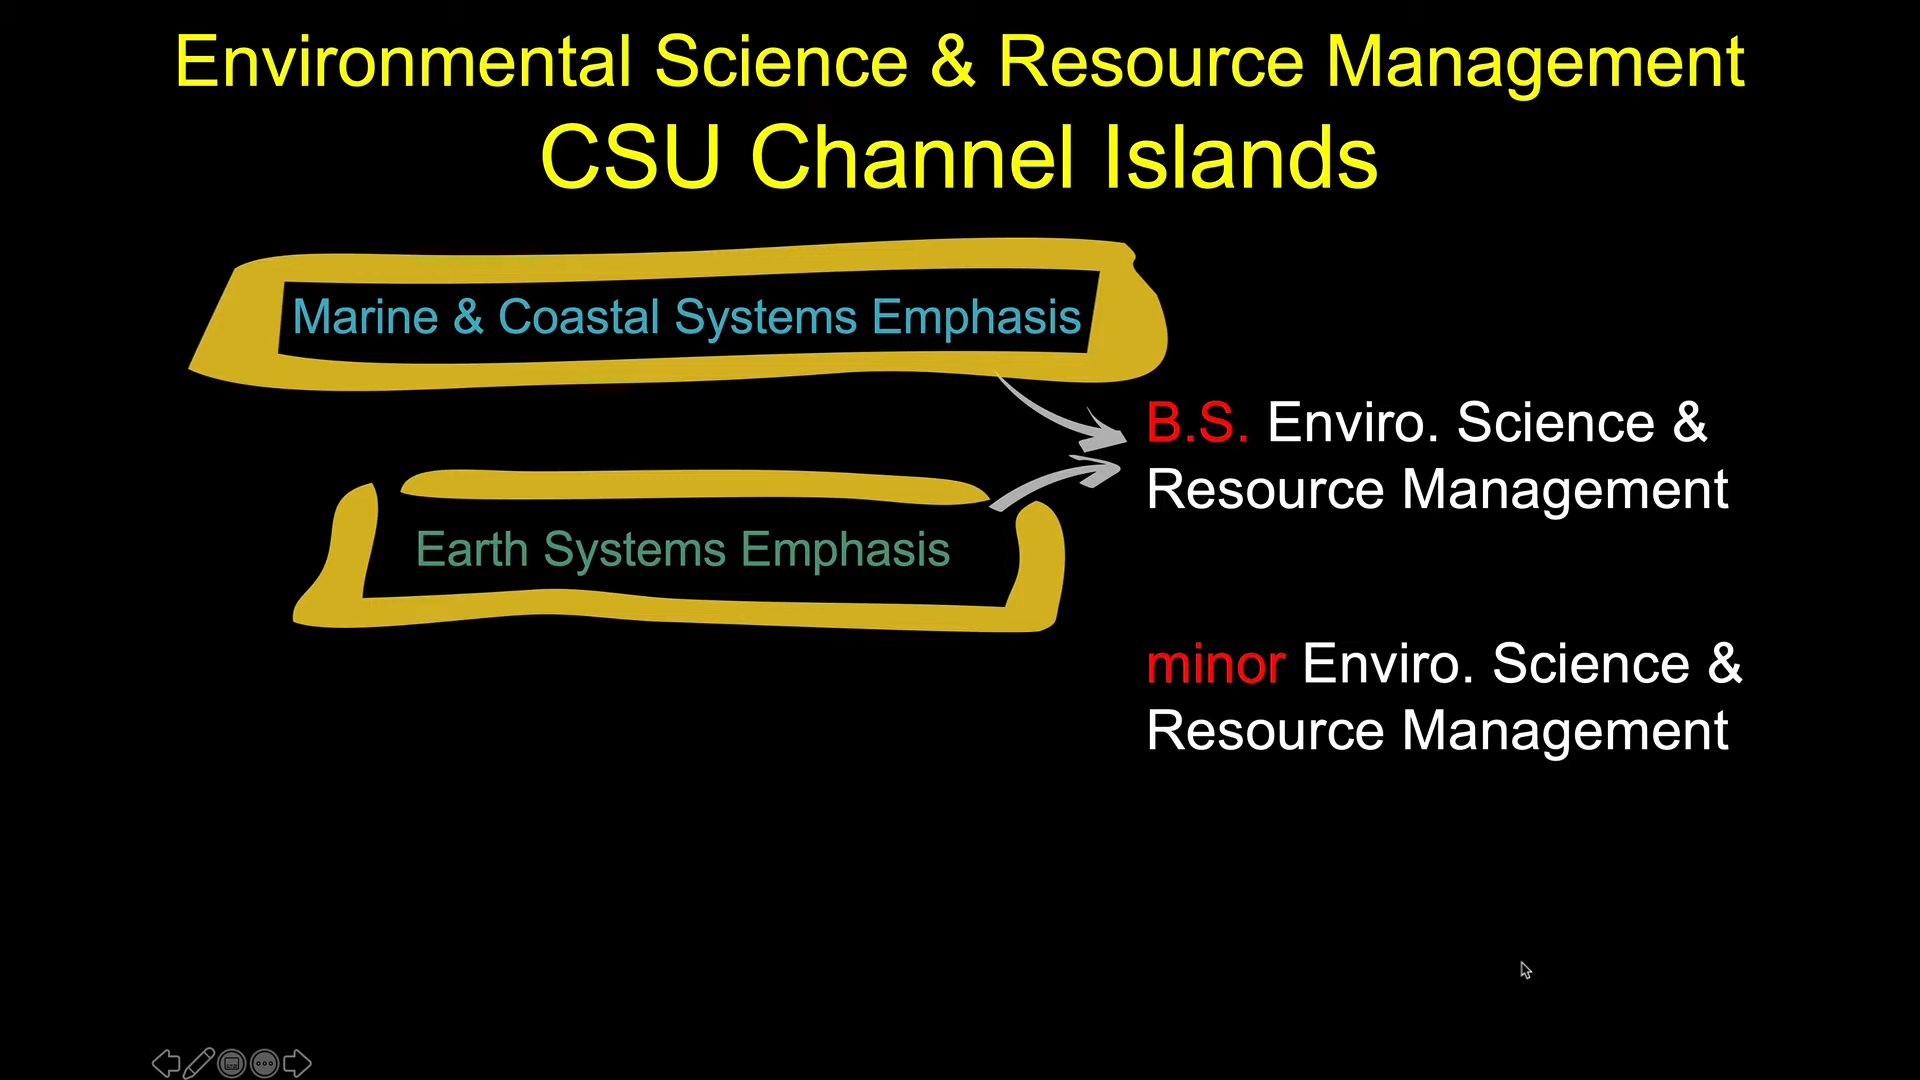 Environmental Science & Resource Management
CSU Channel Islands
Marine & Coastal Systems Emphasis
B.S. Enviro. Science &
Resource Management
Earth Systems Emphasis
minor Enviro. Science &
Resource Management